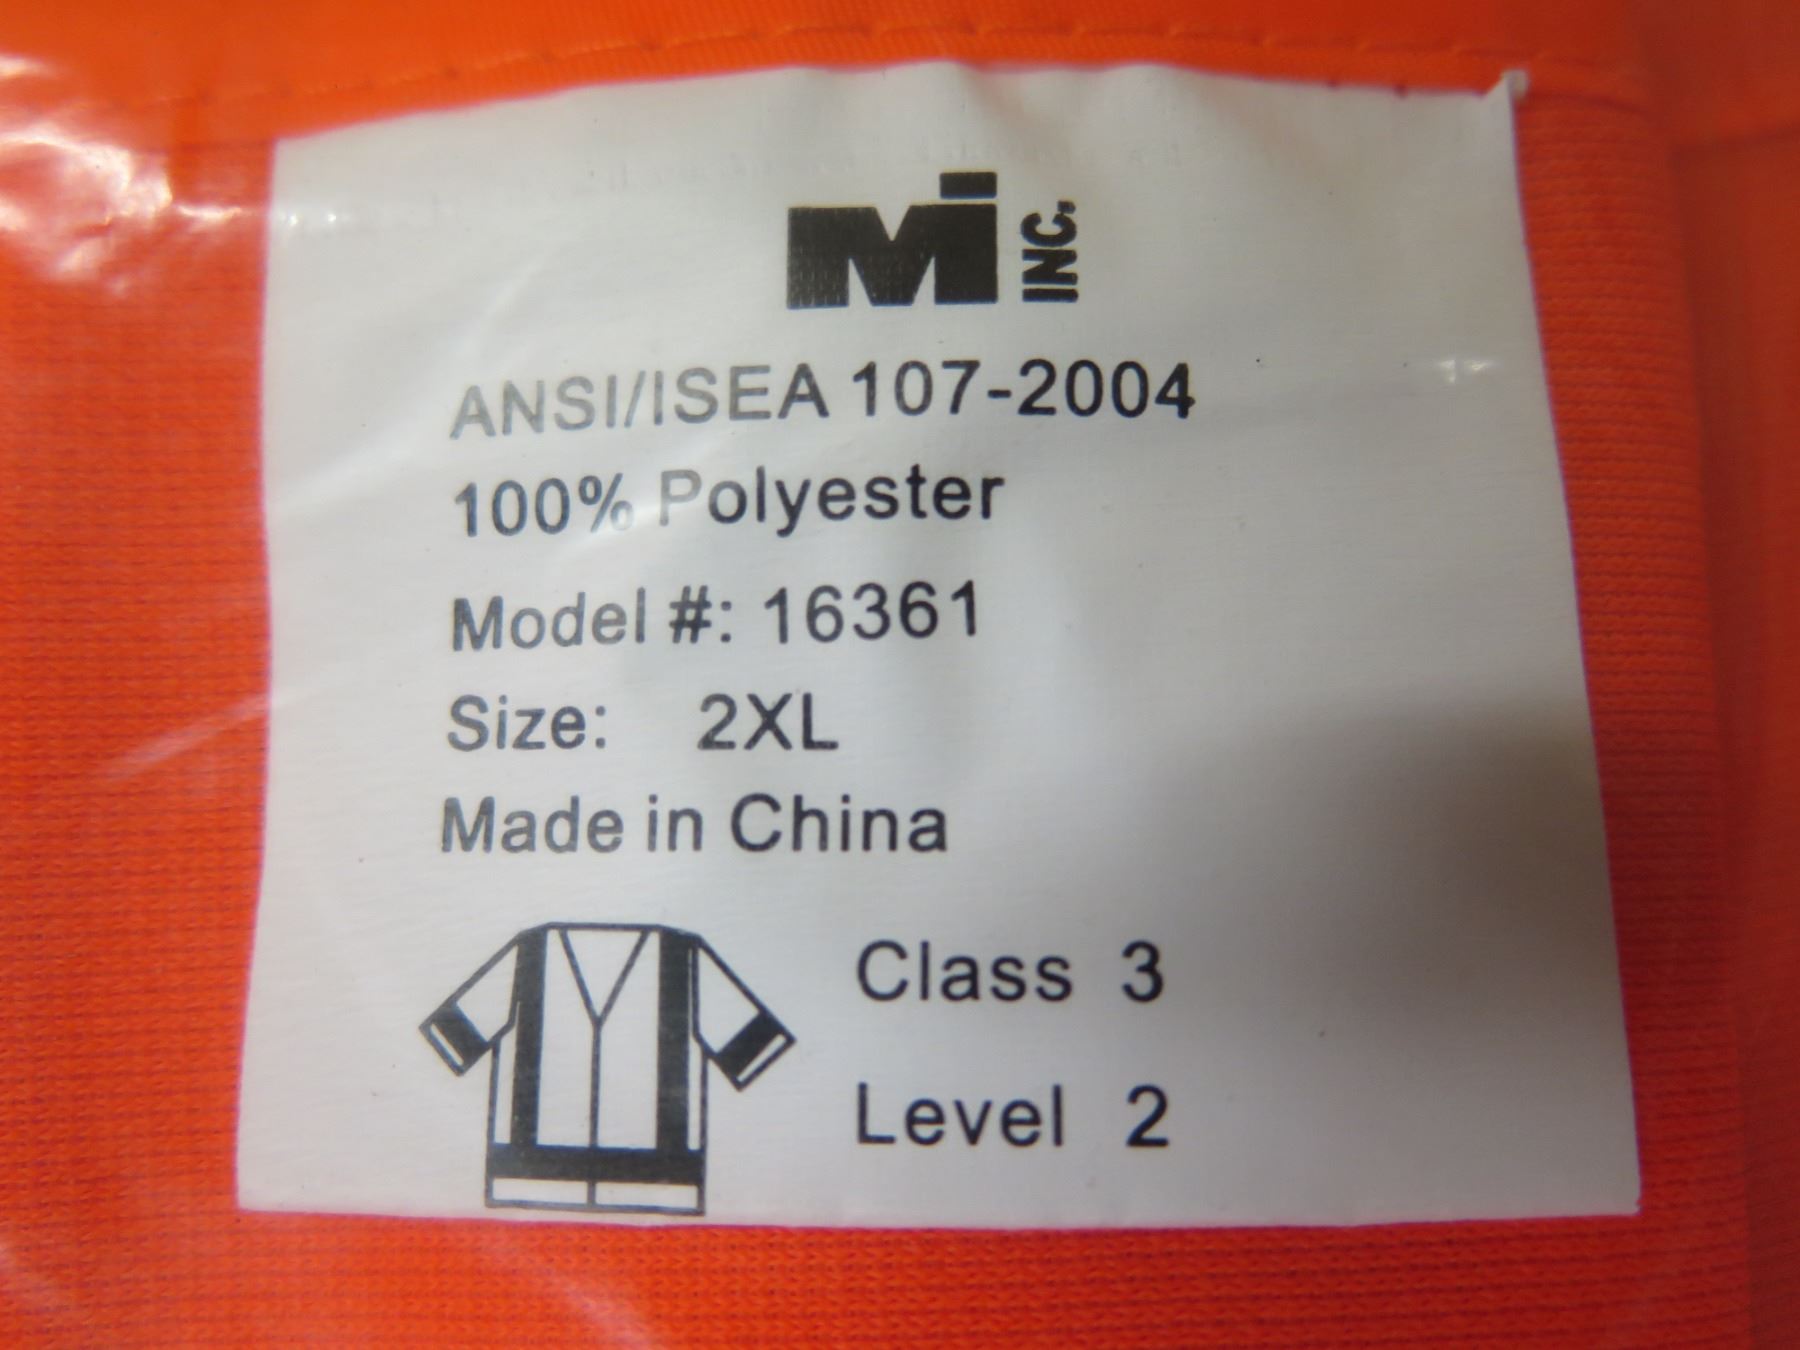 Mi INC.
ANSI/ISEA 107-2004
100% Polyester
Model #: 16361
Size: 2XL
Made in China
Class 3
Level 2